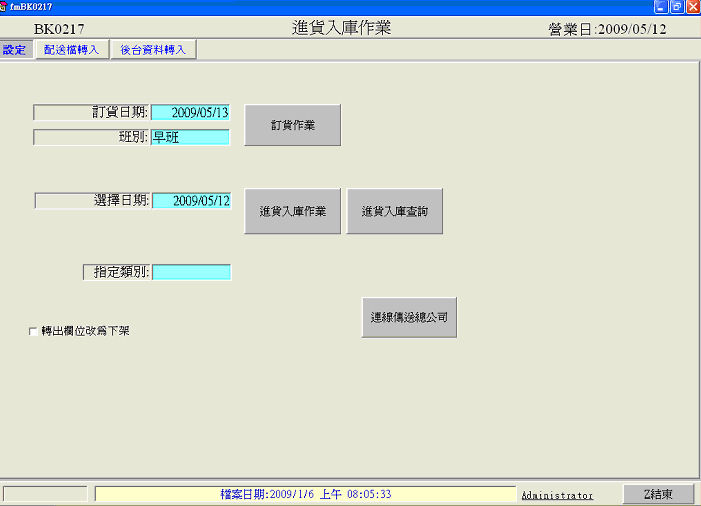 fmBK0217
BK0217 進貨入庫作業 營業日:2009/05/12
設定 配送檔轉入 後台資料轉入
訂貨日期: 2009/05/13 訂貨作業
班別: 早班
選擇日期: 2009/05/12 進貨入庫作業 進貨入庫查詢
指定類別:
連線傳送總公司
轉出欄位改為下架
檔案日期:2009/1/6 上午 08:05:33 Administrator Z結束